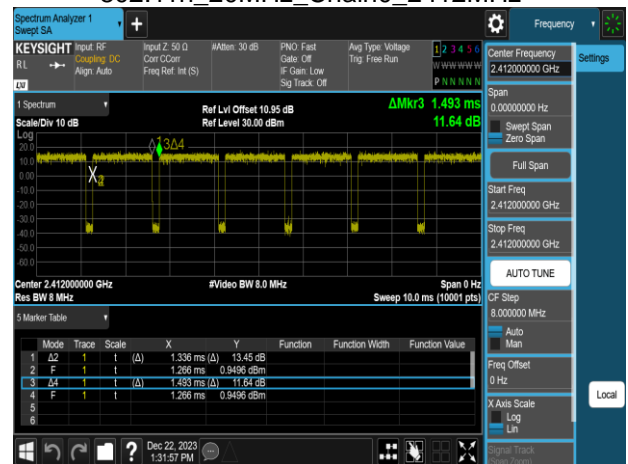 802.11n_20MHz_Chain0_2412MHz
Spectrum Analyzer 1
Swept SA
+
Frequency
KEYSIGHT
RL
LXI
Input: RF
Coupling: DC
Align: Auto
Input Z: 50 Ω
Corr CCorr
Freq Ref: Int (S)
#Atten: 30 dB
PNO: Fast
Gate: Off
IF Gain: Low
Sig Track: Off
Avg Type: Voltage
Trig: Free Run
1 2 3 4 5 6
W W W W W W
P N N N N N
1 Spectrum
Scale/Div 10 dB
Ref Lvl Offset 10.95 dB
Ref Level 30.00 dBm
ΔMkr3 1.493 ms
11.64 dB
Log
20.0
10.0
0.00
-10.0
-20.0
-30.0
-40.0
-50.0
-60.0
X2
1 3Δ4
Center 2.412000000 GHz
Res BW 8 MHz
#Video BW 8.0 MHz
Span 0 Hz
Sweep 10.0 ms (10001 pts)
5 Marker Table
Mode Trace Scale X Y Function Function Width Function Value
1 Δ2 1 t (Δ) 1.336 ms (Δ) 13.45 dB
2 F 1 t 1.266 ms 0.9496 dBm
3 Δ4 1 t (Δ) 1.493 ms (Δ) 11.64 dB
4 F 1 t 1.266 ms 0.9496 dBm
5
6
?
Dec 22, 2023
1:31:57 PM
Center Frequency
2.412000000 GHz
Span
0.00000000 Hz
Swept Span
Zero Span
Full Span
Start Freq
2.412000000 GHz
Stop Freq
2.412000000 GHz
AUTO TUNE
CF Step
8.000000 MHz
Auto
Man
Freq Offset
0 Hz
X Axis Scale
Log
Lin
Signal Track
(Span Zoom)
Settings
Local